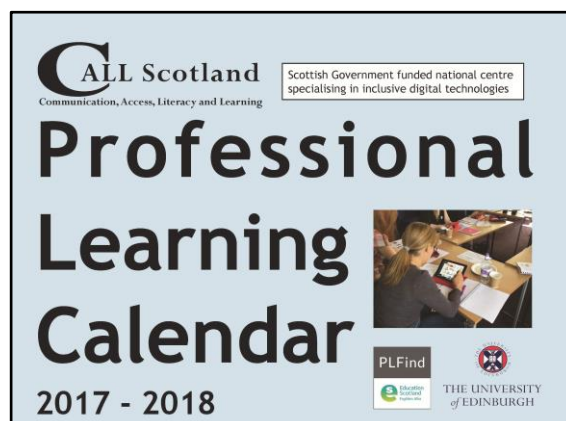 CALL Scotland
Communication, Access, Literacy and Learning
Scottish Government funded national centre
specialising in inclusive digital technologies
Professional
Learning
Calendar
2017 - 2018
PLFind
Education
Scotland
THE UNIVERSITY
of EDINBURGH